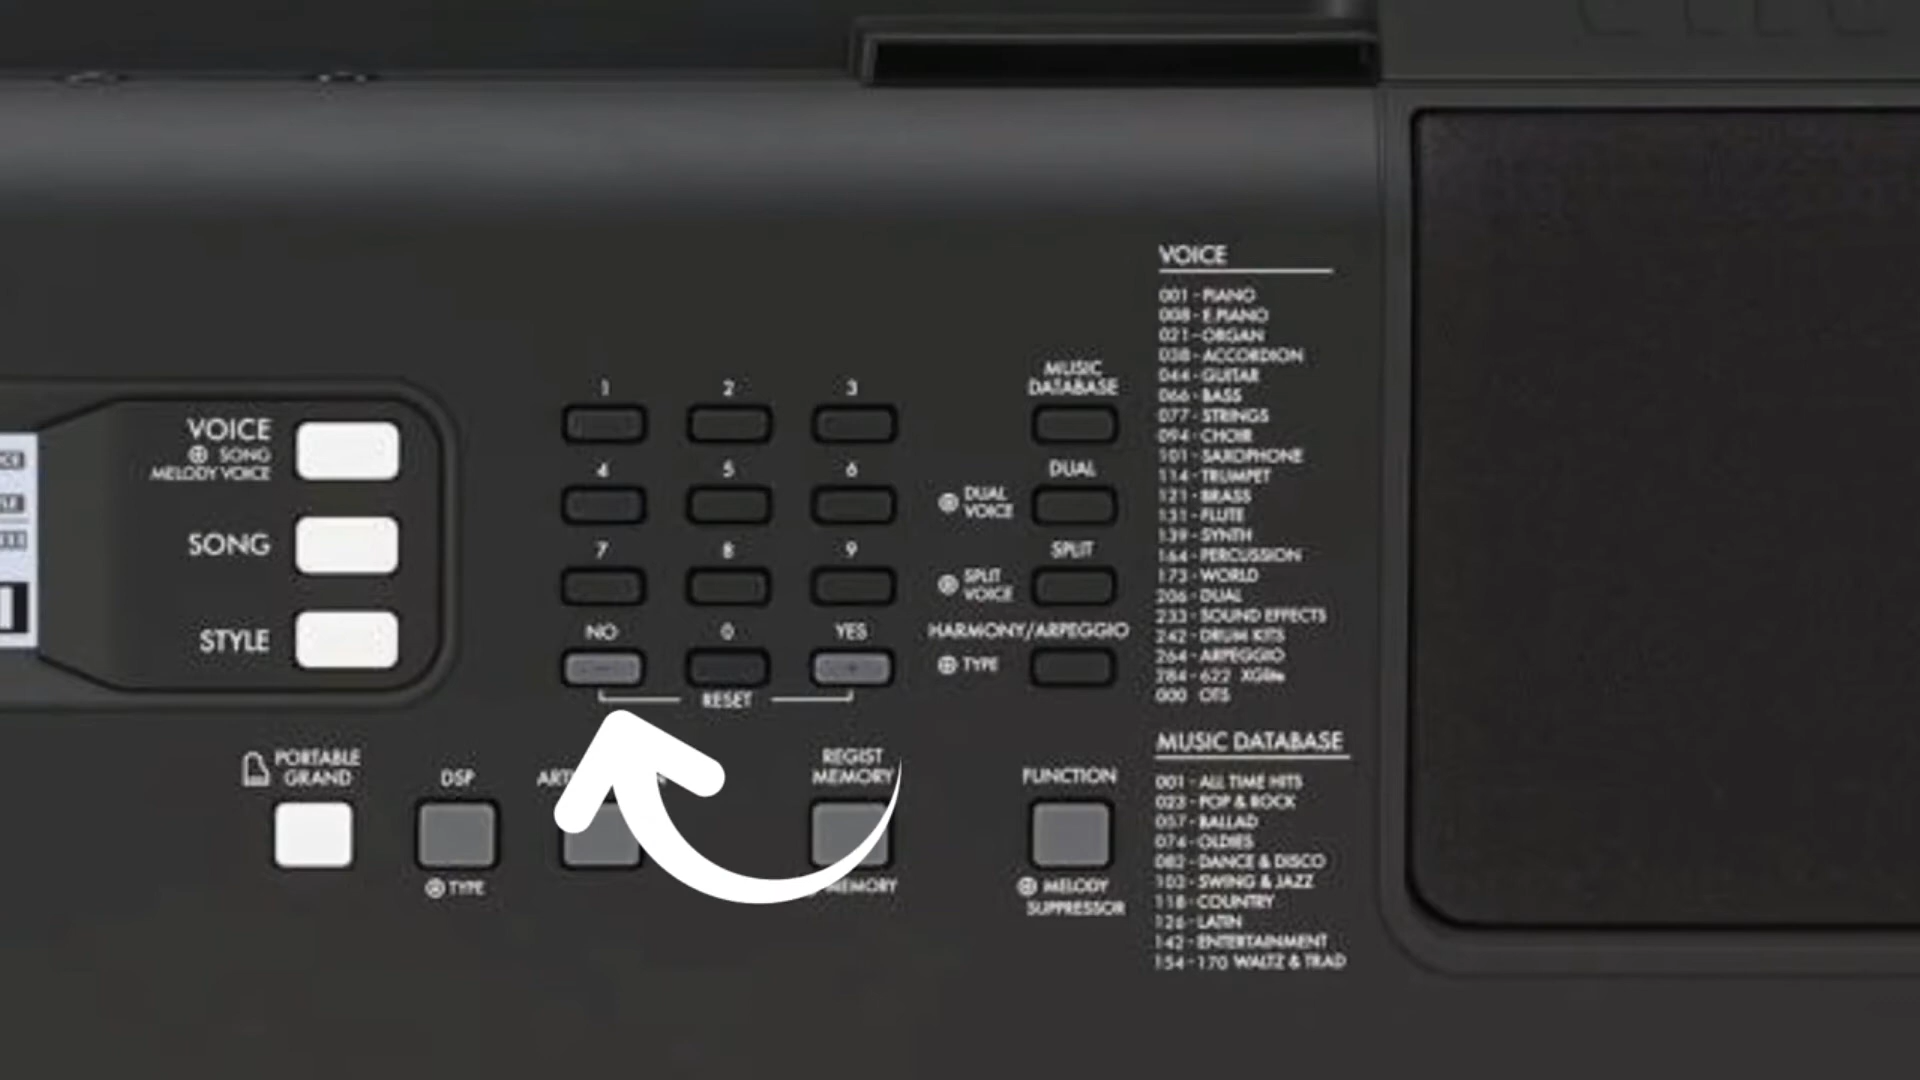 VOICE
SONG
MELODY VOICE
SONG
STYLE
1 2 3
4 5 6
7 8 9
NO 0 YES
- +
RESET
MUSIC
DATABASE
DUAL
DUAL
VOICE
SPLIT
SPLIT
VOICE
HARMONY/ARPEGGIO
TYPE
PORTABLE
GRAND
DSP
TYPE
REGIST
MEMORY
MEMORY
FUNCTION
MELODY
SUPPRESSOR
VOICE
001 - PIANO
008 - E.PIANO
021 - ORGAN
038 - ACCORDION
044 - GUITAR
066 - BASS
077 - STRINGS
094 - CHOIR
101 - SAXOPHONE
114 - TRUMPET
121 - BRASS
131 - FLUTE
139 - SYNTH
164 - PERCUSSION
173 - WORLD
206 - DUAL
233 - SOUND EFFECTS
242 - DRUM KITS
264 - ARPEGGIO
284 - 622 XGlite
000 OTS
MUSIC DATABASE
001 - ALL TIME HITS
023 - POP & ROCK
057 - BALLAD
074 - OLDIES
082 - DANCE & DISCO
102 - SWING & JAZZ
118 - COUNTRY
126 - LATIN
142 - ENTERTAINMENT
154 - 170 WALTZ & TRAD